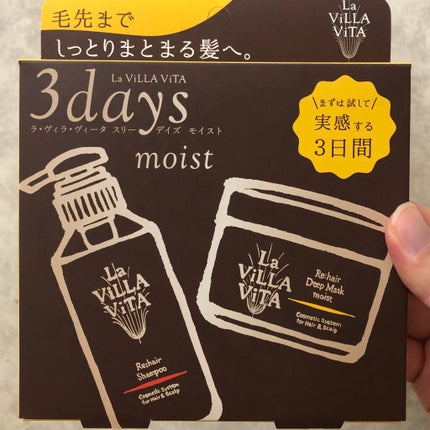 毛先まで
しっとりまとまる髪へ。
La
ViLLA
ViTA
La ViLLA ViTA
3days
ラ・ヴィラ・ヴィータ スリー デイズ モイスト
moist
まずは試して
実感する
3日間
La
ViLLA
ViTA
Re:hair
Shampoo
Cosmetic System
for Hair & Scalp
La
ViLLA
ViTA
Re:hair
Deep Mask
moist
Cosmetic System
for Hair & Scalp